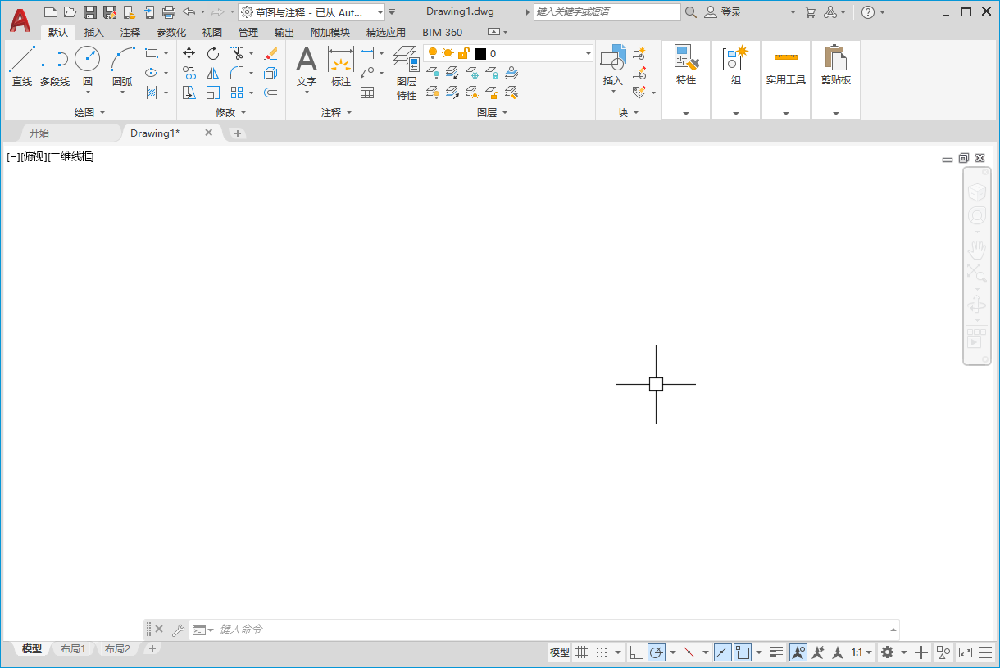 草图与注释 - 已从 Aut... Drawing1.dwg 键入关键字或短语 登录
默认 插入 注释 参数化 视图 管理 输出 附加模块 精选应用 BIM 360
0
直线 多段线 圆 圆弧 文字 标注 图层 特性 插入 特性 组 实用工具 剪贴板
绘图 修改 注释 图层 块
开始 Drawing1*
[−][俯视][二维线框]
键入命令
模型 布局1 布局2 模型 1:1